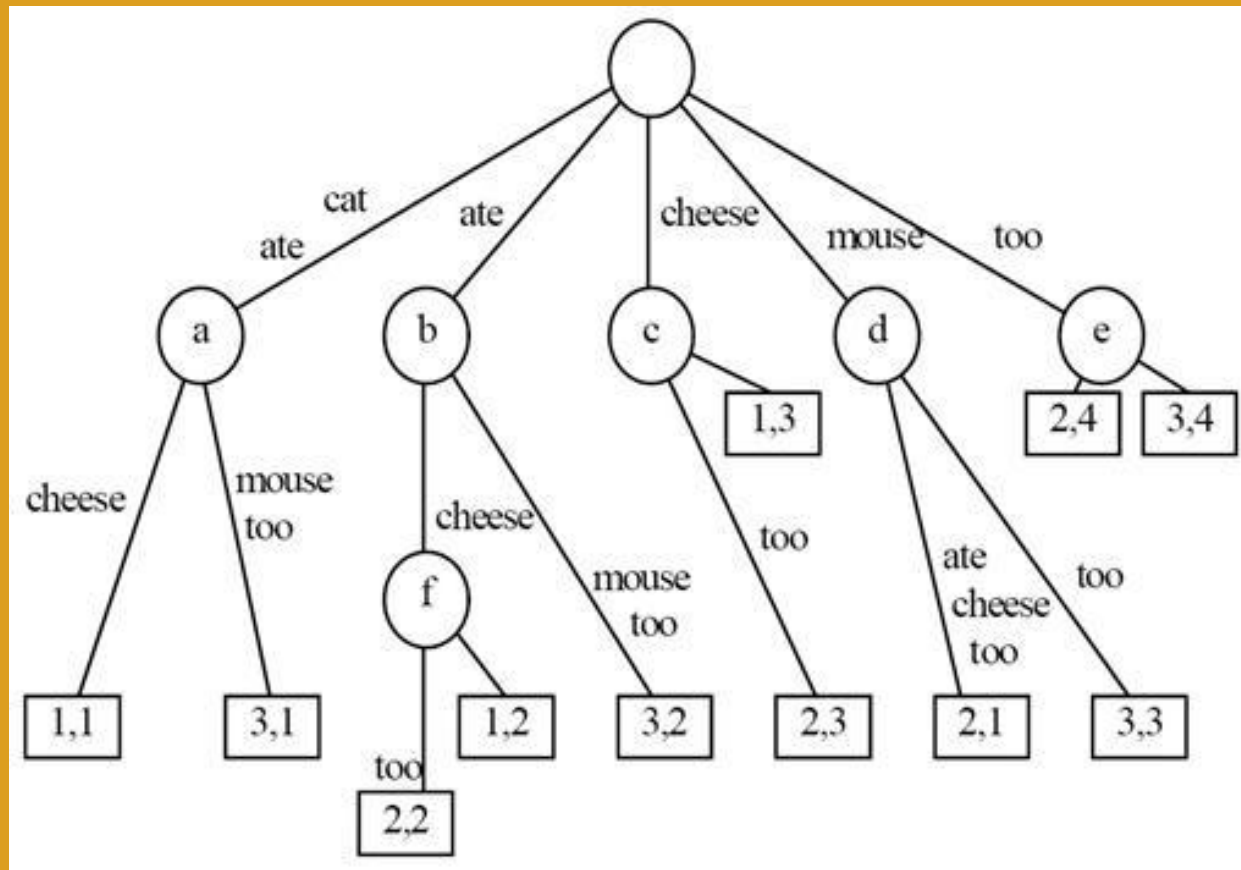 cat
ate
ate
cheese
mouse
too
a
b
c
d
e
1,3
2,4
3,4
cheese
mouse
too
cheese
mouse
too
too
ate
cheese
too
too
f
1,1
3,1
1,2
3,2
2,3
2,1
3,3
too
2,2